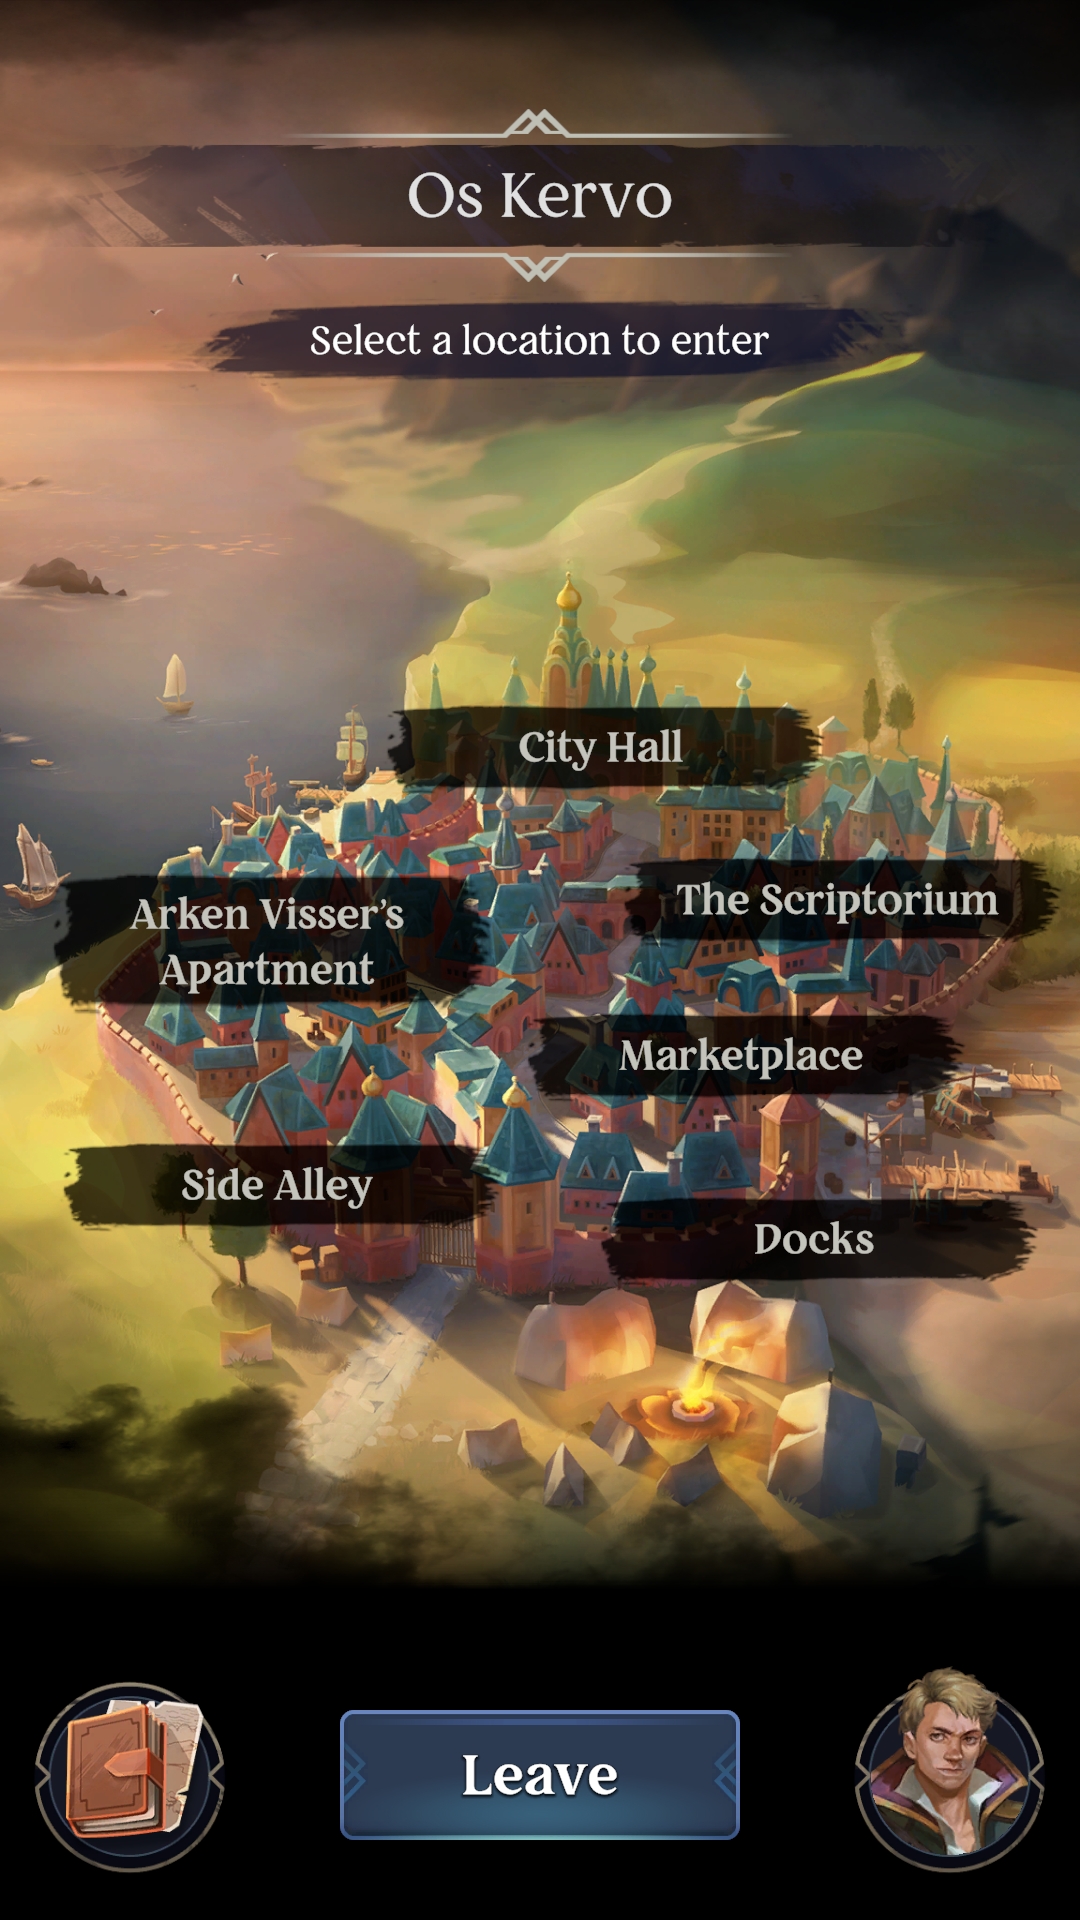 Os Kervo
Select a location to enter
City Hall
The Scriptorium
Arken Visser’s
Apartment
Marketplace
Side Alley
Docks
Leave